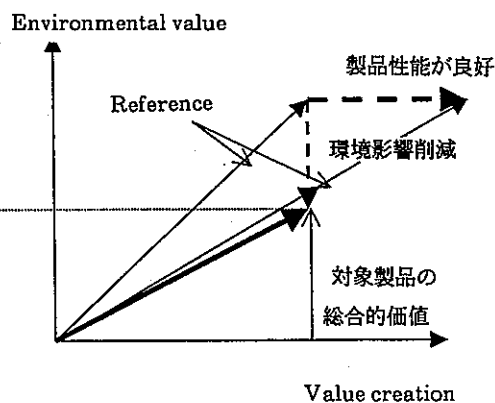 Environmental value
製品性能が良好
Reference
環境影響削減
対象製品の
総合的価値
Value creation